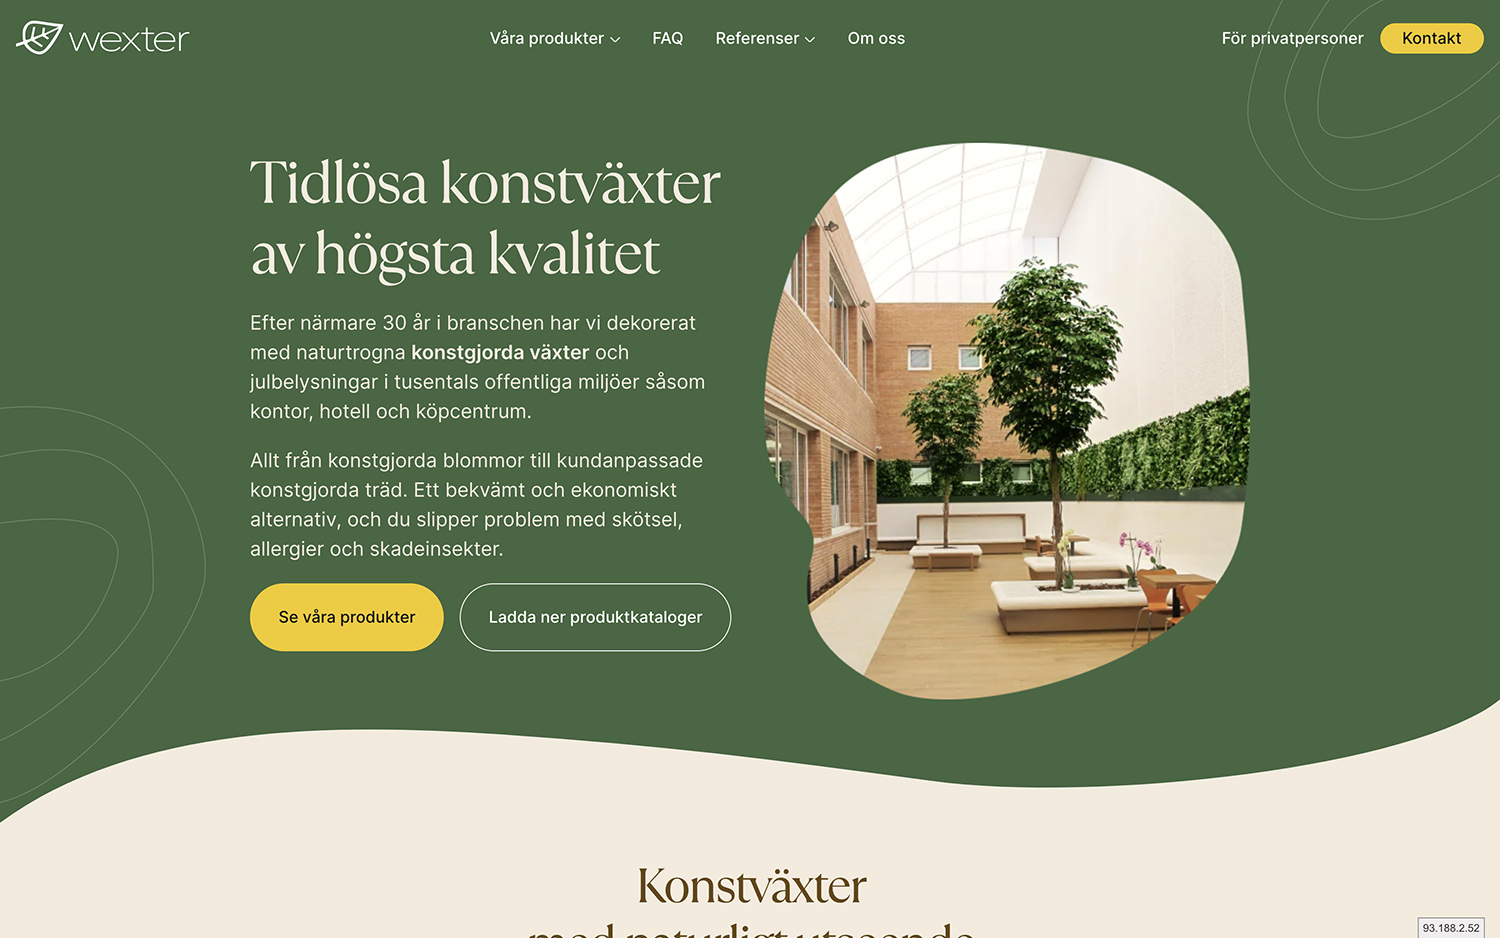 wexter
Våra produkter
FAQ
Referenser
Om oss
För privatpersoner
Kontakt
Tidlösa konstväxter
av högsta kvalitet
Efter närmare 30 år i branschen har vi dekorerat
med naturtrogna konstgjorda växter och
julbelysningar i tusentals offentliga miljöer såsom
kontor, hotell och köpcentrum.
Allt från konstgjorda blommor till kundanpassade
konstgjorda träd. Ett bekvämt och ekonomiskt
alternativ, och du slipper problem med skötsel,
allergier och skadeinsekter.
Se våra produkter
Ladda ner produktkataloger
Konstväxter
med naturligt utseende
93.188.2.52